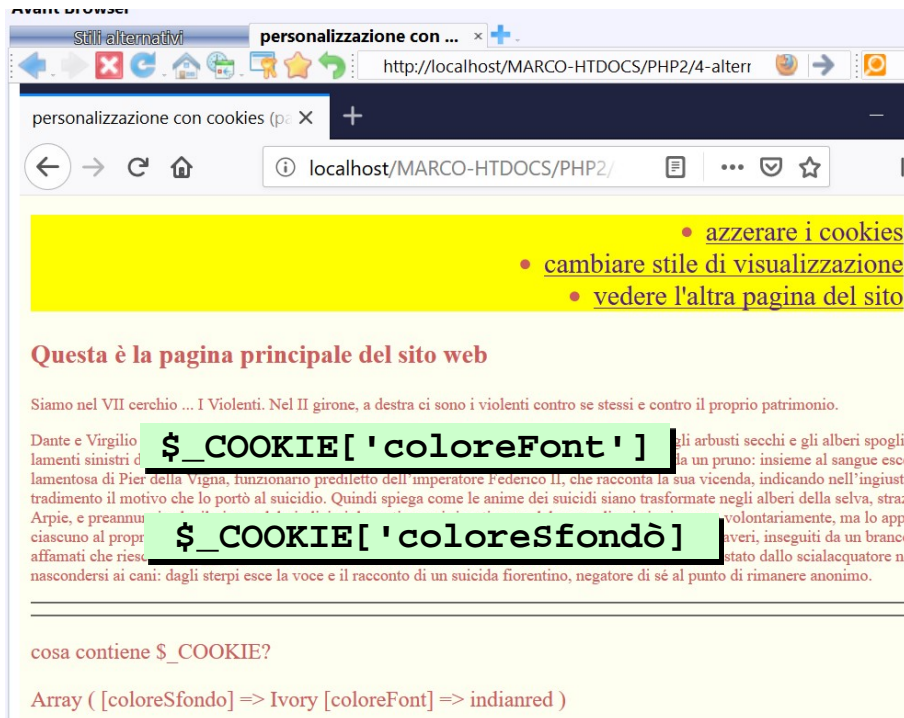 Avant Browser
Stili alternativi personalizzazione con ...
http://localhost/MARCO-HTDOCS/PHP2/4-alterr
personalizzazione con cookies (pa
localhost/MARCO-HTDOCS/PHP2/
azzerare i cookies
cambiare stile di visualizzazione
vedere l'altra pagina del sito
Questa è la pagina principale del sito web
Siamo nel VII cerchio ... I Violenti. Nel II girone, a destra ci sono i violenti contro se stessi e contro il proprio patrimonio.
Dante e Virgilio gli arbusti secchi e gli alberi spogli
$_COOKIE['coloreFont']
lamenti sinistri da un pruno: insieme al sangue esc
lamentosa di Pier della Vigna, funzionario prediletto dell'imperatore Federico II, che racconta la sua vicenda, indicando nell'ingiust
tradimento il motivo che lo portò al suicidio. Quindi spiega come le anime dei suicidi siano trasformate negli alberi della selva, straz
Arpie, e volontariamente, ma lo app
ciascuno al averi, inseguiti da un branco
$_COOKIE['coloreSfondò]
affamati che stato dallo scialacquatore n
nascondersi ai cani: dagli sterpi esce la voce e il racconto di un suicida fiorentino, negatore di sé al punto di rimanere anonimo.
cosa contiene $_COOKIE?
Array ( [coloreSfondo] => Ivory [coloreFont] => indianred )